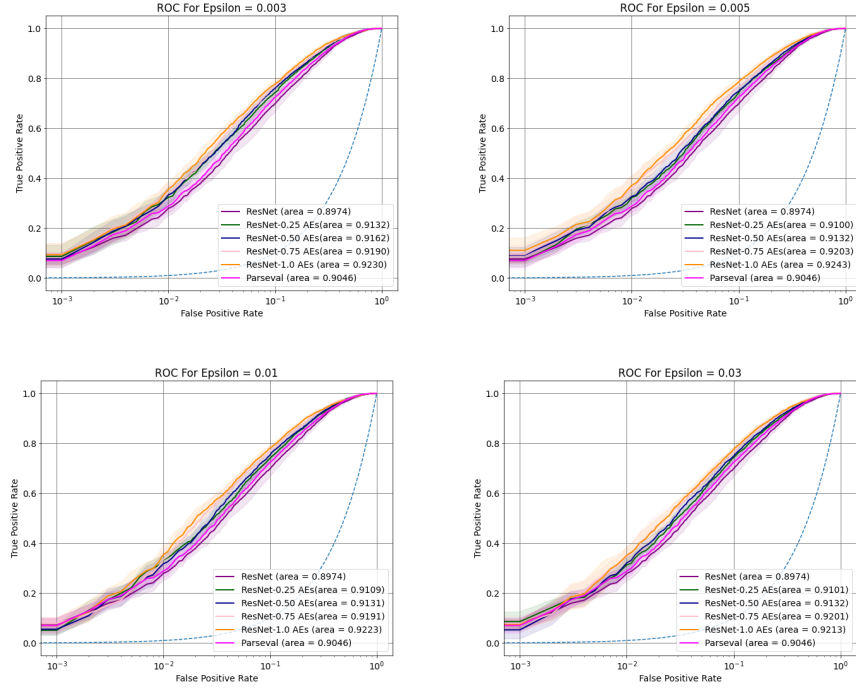 ROC For Epsilon = 0.003
True Positive Rate
1.0
0.8
0.6
0.4
0.2
0.0
ResNet (area = 0.8974)
ResNet-0.25 AEs(area = 0.9132)
ResNet-0.50 AEs(area = 0.9162)
ResNet-0.75 AEs(area = 0.9190)
ResNet-1.0 AEs (area = 0.9230)
Parseval (area = 0.9046)
10⁻³ 10⁻² 10⁻¹ 10⁰
False Positive Rate
ROC For Epsilon = 0.005
True Positive Rate
1.0
0.8
0.6
0.4
0.2
0.0
ResNet (area = 0.8974)
ResNet-0.25 AEs(area = 0.9100)
ResNet-0.50 AEs(area = 0.9132)
ResNet-0.75 AEs(area = 0.9203)
ResNet-1.0 AEs (area = 0.9243)
Parseval (area = 0.9046)
10⁻³ 10⁻² 10⁻¹ 10⁰
False Positive Rate
ROC For Epsilon = 0.01
True Positive Rate
1.0
0.8
0.6
0.4
0.2
0.0
ResNet (area = 0.8974)
ResNet-0.25 AEs(area = 0.9109)
ResNet-0.50 AEs(area = 0.9131)
ResNet-0.75 AEs(area = 0.9191)
ResNet-1.0 AEs (area = 0.9223)
Parseval (area = 0.9046)
10⁻³ 10⁻² 10⁻¹ 10⁰
False Positive Rate
ROC For Epsilon = 0.03
True Positive Rate
1.0
0.8
0.6
0.4
0.2
0.0
ResNet (area = 0.8974)
ResNet-0.25 AEs(area = 0.9101)
ResNet-0.50 AEs(area = 0.9132)
ResNet-0.75 AEs(area = 0.9201)
ResNet-1.0 AEs (area = 0.9213)
Parseval (area = 0.9046)
10⁻³ 10⁻² 10⁻¹ 10⁰
False Positive Rate